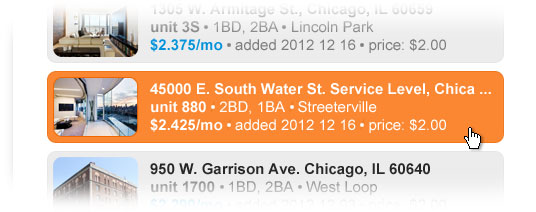 1305 W. Armitage St., Chicago, IL 60659
unit 3S • 1BD, 2BA • Lincoln Park
$2.375/mo • added 2012 12 16 • price: $2.00
45000 E. South Water St. Service Level, Chica ...
unit 880 • 2BD, 1BA • Streeterville
$2.425/mo • added 2012 12 16 • price: $2.00
950 W. Garrison Ave. Chicago, IL 60640
unit 1700 • 1BD, 2BA • West Loop